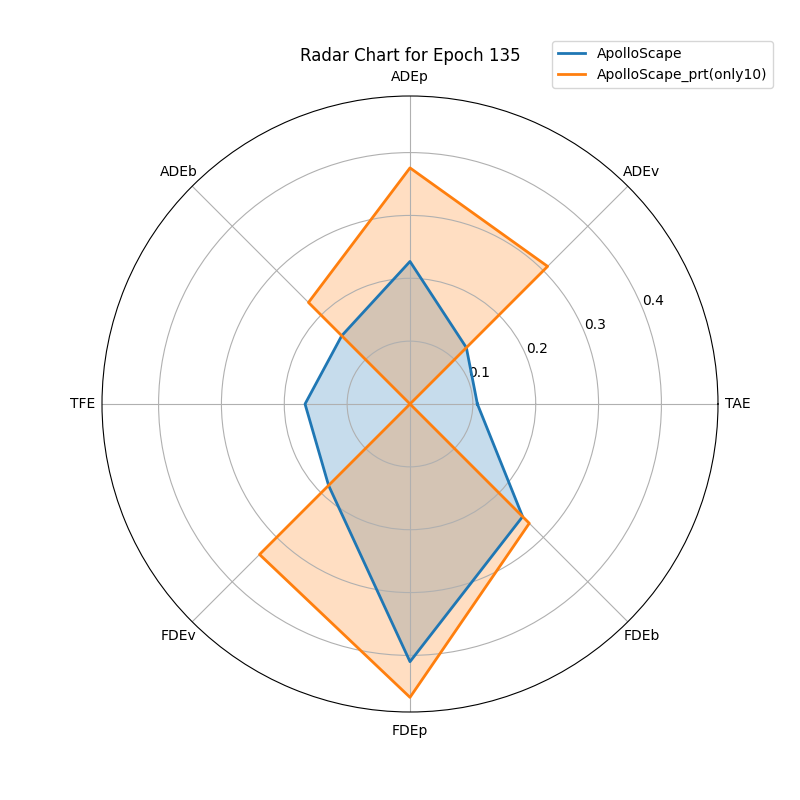 ApolloScape
ApolloScape_prt(only10)
Radar Chart for Epoch 135
ADEp
ADEb
ADEv
0.4
0.3
0.2
0.1
TFE
TAE
FDEv
FDEb
FDEp